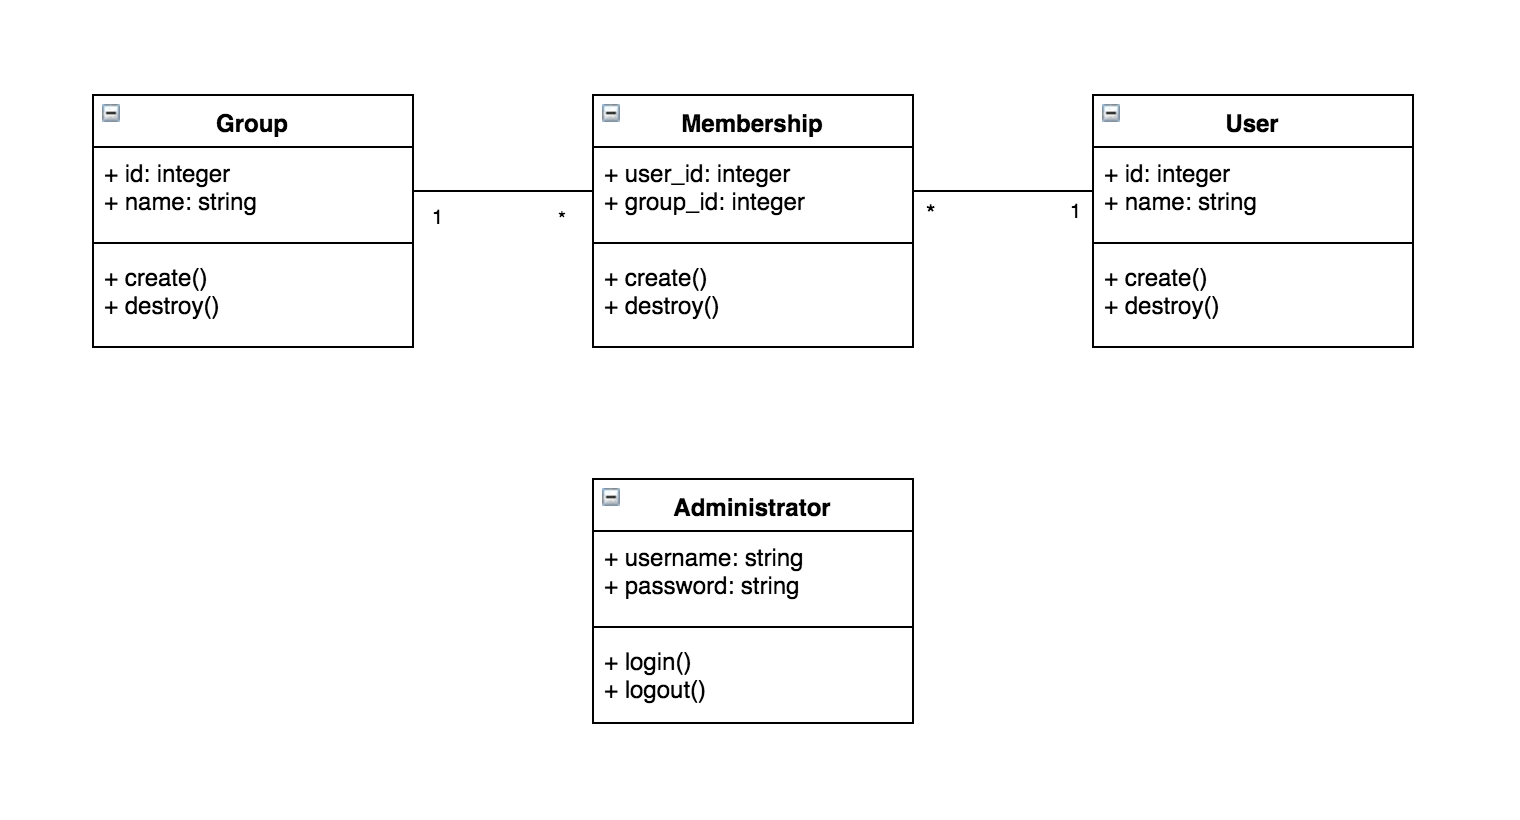 Group
+ id: integer
+ name: string
+ create()
+ destroy()
1
*
Membership
+ user_id: integer
+ group_id: integer
+ create()
+ destroy()
*
1
User
+ id: integer
+ name: string
+ create()
+ destroy()
Administrator
+ username: string
+ password: string
+ login()
+ logout()